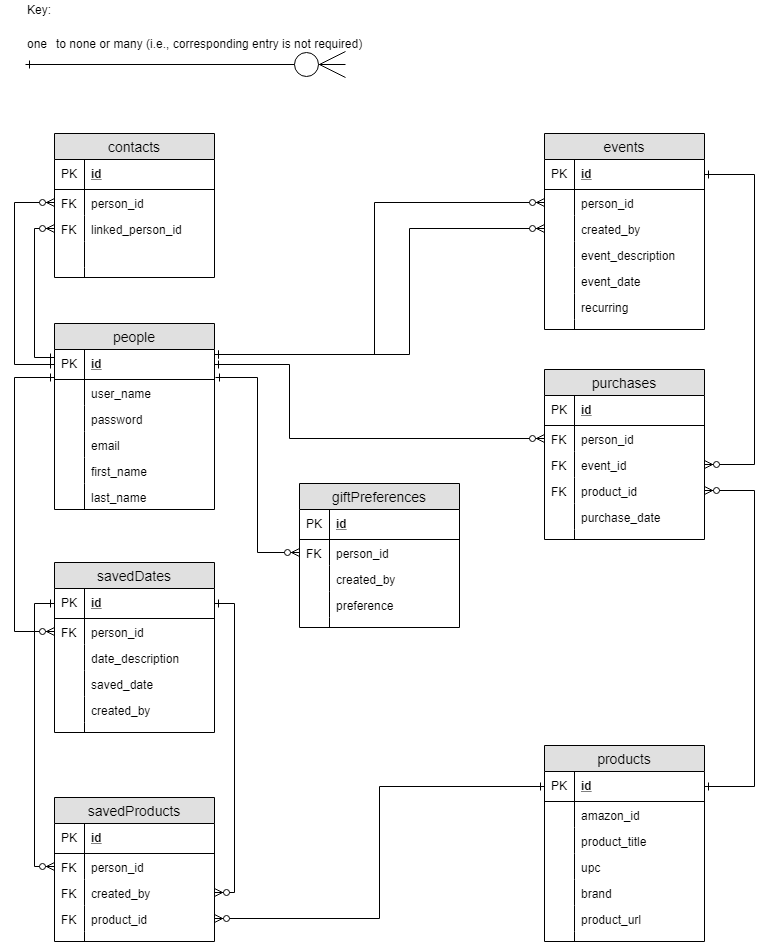 Key:
one to none or many (i.e., corresponding entry is not required)
contacts
PK id
FK person_id
FK linked_person_id
people
PK id
user_name
password
email
first_name
last_name
savedDates
PK id
FK person_id
date_description
saved_date
created_by
savedProducts
PK id
FK person_id
FK created_by
FK product_id
giftPreferences
PK id
FK person_id
created_by
preference
events
PK id
person_id
created_by
event_description
event_date
recurring
purchases
PK id
FK person_id
FK event_id
FK product_id
purchase_date
products
PK id
amazon_id
product_title
upc
brand
product_url